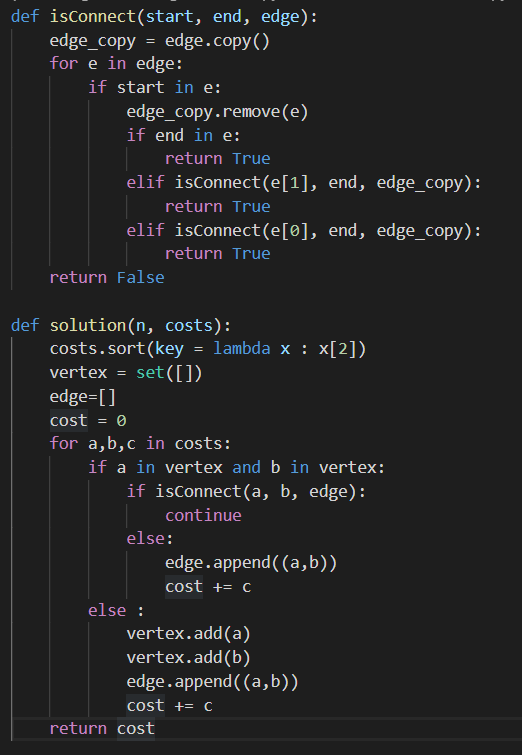 def isConnect(start, end, edge):
    edge_copy = edge.copy()
    for e in edge:
        if start in e:
            edge_copy.remove(e)
            if end in e:
                return True
            elif isConnect(e[1], end, edge_copy):
                return True
            elif isConnect(e[0], end, edge_copy):
                return True
    return False

def solution(n, costs):
    costs.sort(key = lambda x : x[2])
    vertex = set([])
    edge=[]
    cost = 0
    for a,b,c in costs:
        if a in vertex and b in vertex:
            if isConnect(a, b, edge):
                continue
            else:
                edge.append((a,b))
                cost += c
        else :
            vertex.add(a)
            vertex.add(b)
            edge.append((a,b))
            cost += c
    return cost